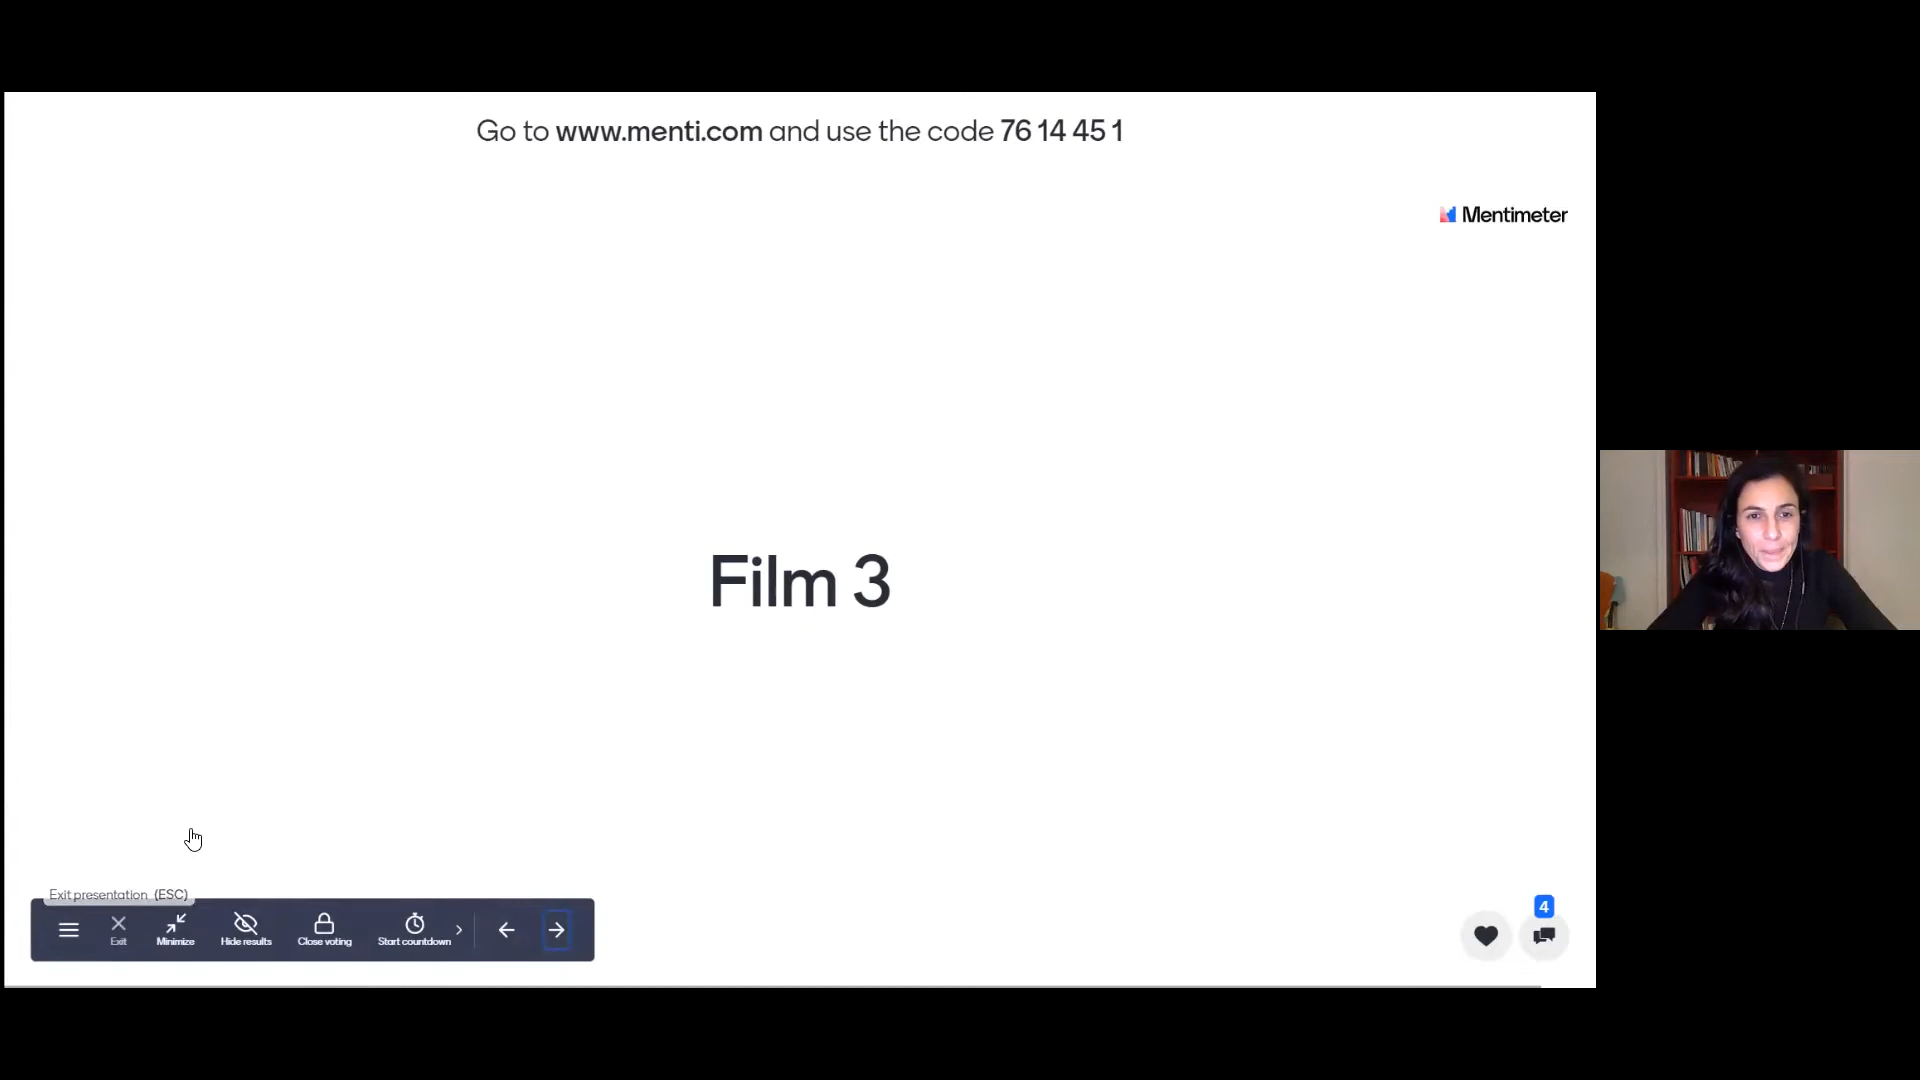 Go to www.menti.com and use the code 76 14 45 1
Mentimeter
Film 3
Exit presentation (ESC)
Exit
Minimize
Hide results
Close voting
Start countdown
4